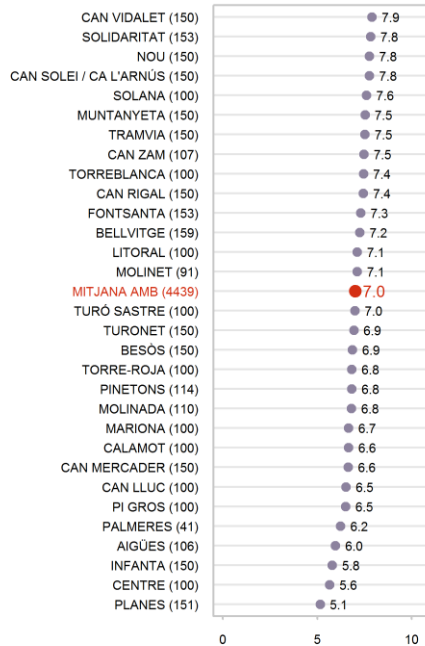 CAN VIDALET (150) 7.9
SOLIDARITAT (153) 7.8
NOU (150) 7.8
CAN SOLEI / CA L'ARNÚS (150) 7.8
SOLANA (100) 7.6
MUNTANYETA (150) 7.5
TRAMVIA (150) 7.5
CAN ZAM (107) 7.5
TORREBLANCA (100) 7.4
CAN RIGAL (150) 7.4
FONTSANTA (153) 7.3
BELLVITGE (159) 7.2
LITORAL (100) 7.1
MOLINET (91) 7.1
MITJANA AMB (4439) 7.0
TURÓ SASTRE (100) 7.0
TURONET (150) 6.9
BESÒS (150) 6.9
TORRE-ROJA (100) 6.8
PINETONS (114) 6.8
MOLINADA (110) 6.8
MARIONA (100) 6.7
CALAMOT (100) 6.6
CAN MERCADER (150) 6.6
CAN LLUC (100) 6.5
PI GROS (100) 6.5
PALMERES (41) 6.2
AIGÜES (106) 6.0
INFANTA (150) 5.8
CENTRE (100) 5.6
PLANES (151) 5.1
0 5 10